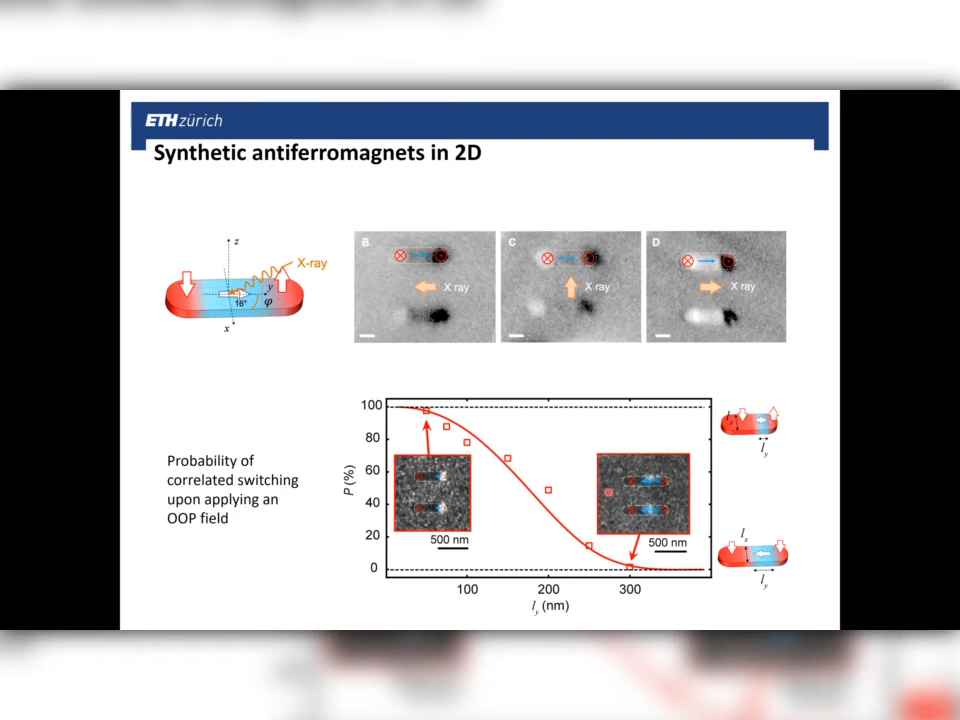 ETH zürich
Synthetic antiferromagnets in 2D
z
X-ray
y
16°
φ
x
B
X ray
C
X ray
D
X ray
Probability of
correlated switching
upon applying an
OOP field
P (%)
100
80
60
40
20
0
500 nm
500 nm
100
200
300
l_y (nm)
l_x
l_y
l_x
l_y